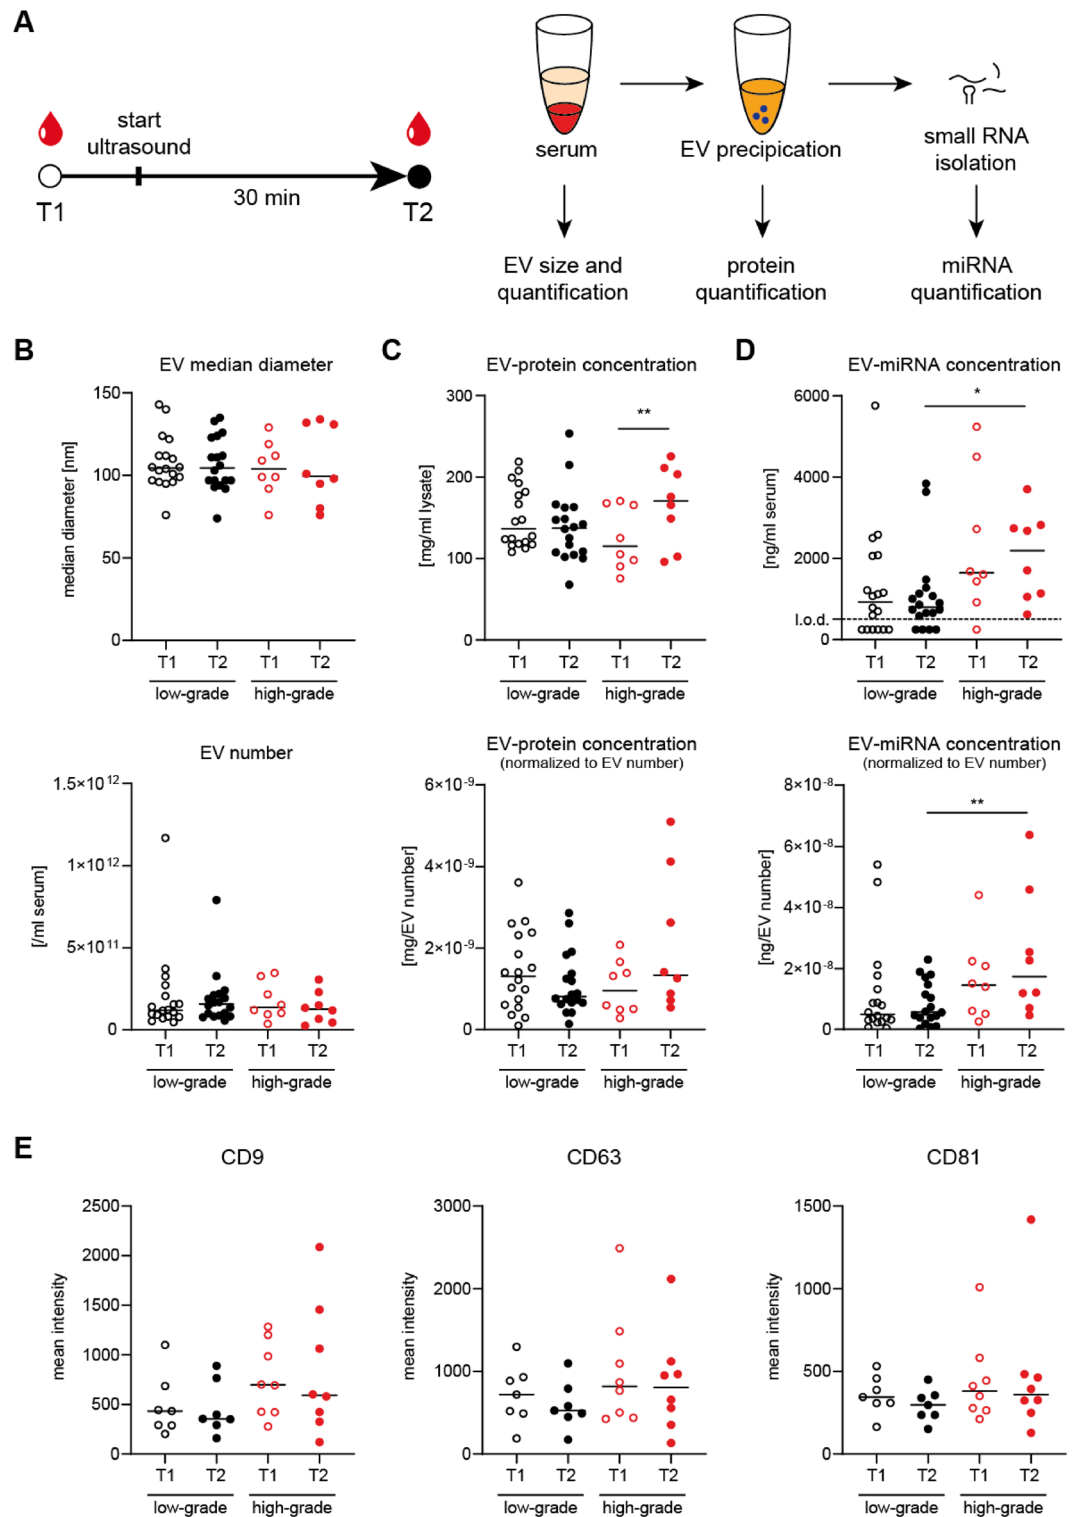 A
start
ultrasound
30 min
T1
T2
serum
EV precipication
small RNA
isolation
EV size and
quantification
protein
quantification
miRNA
quantification
B
EV median diameter
median diameter [nm]
150
100
50
0
T1 T2 T1 T2
low-grade high-grade
EV number
[/ml serum]
1.5×10^12
1×10^12
5×10^11
0
T1 T2 T1 T2
low-grade high-grade
C
EV-protein concentration
[mg/ml lysate]
300
200
100
0
**
T1 T2 T1 T2
low-grade high-grade
EV-protein concentration
(normalized to EV number)
[mg/EV number]
6×10^-9
4×10^-9
2×10^-9
0
T1 T2 T1 T2
low-grade high-grade
D
EV-miRNA concentration
[ng/ml serum]
6000
4000
2000
l.o.d.
0
*
T1 T2 T1 T2
low-grade high-grade
EV-miRNA concentration
(normalized to EV number)
[ng/EV number]
8×10^-8
6×10^-8
4×10^-8
2×10^-8
0
**
T1 T2 T1 T2
low-grade high-grade
E
CD9
mean intensity
2500
2000
1500
1000
500
0
T1 T2 T1 T2
low-grade high-grade
CD63
mean intensity
3000
2000
1000
0
T1 T2 T1 T2
low-grade high-grade
CD81
mean intensity
1500
1000
500
0
T1 T2 T1 T2
low-grade high-grade